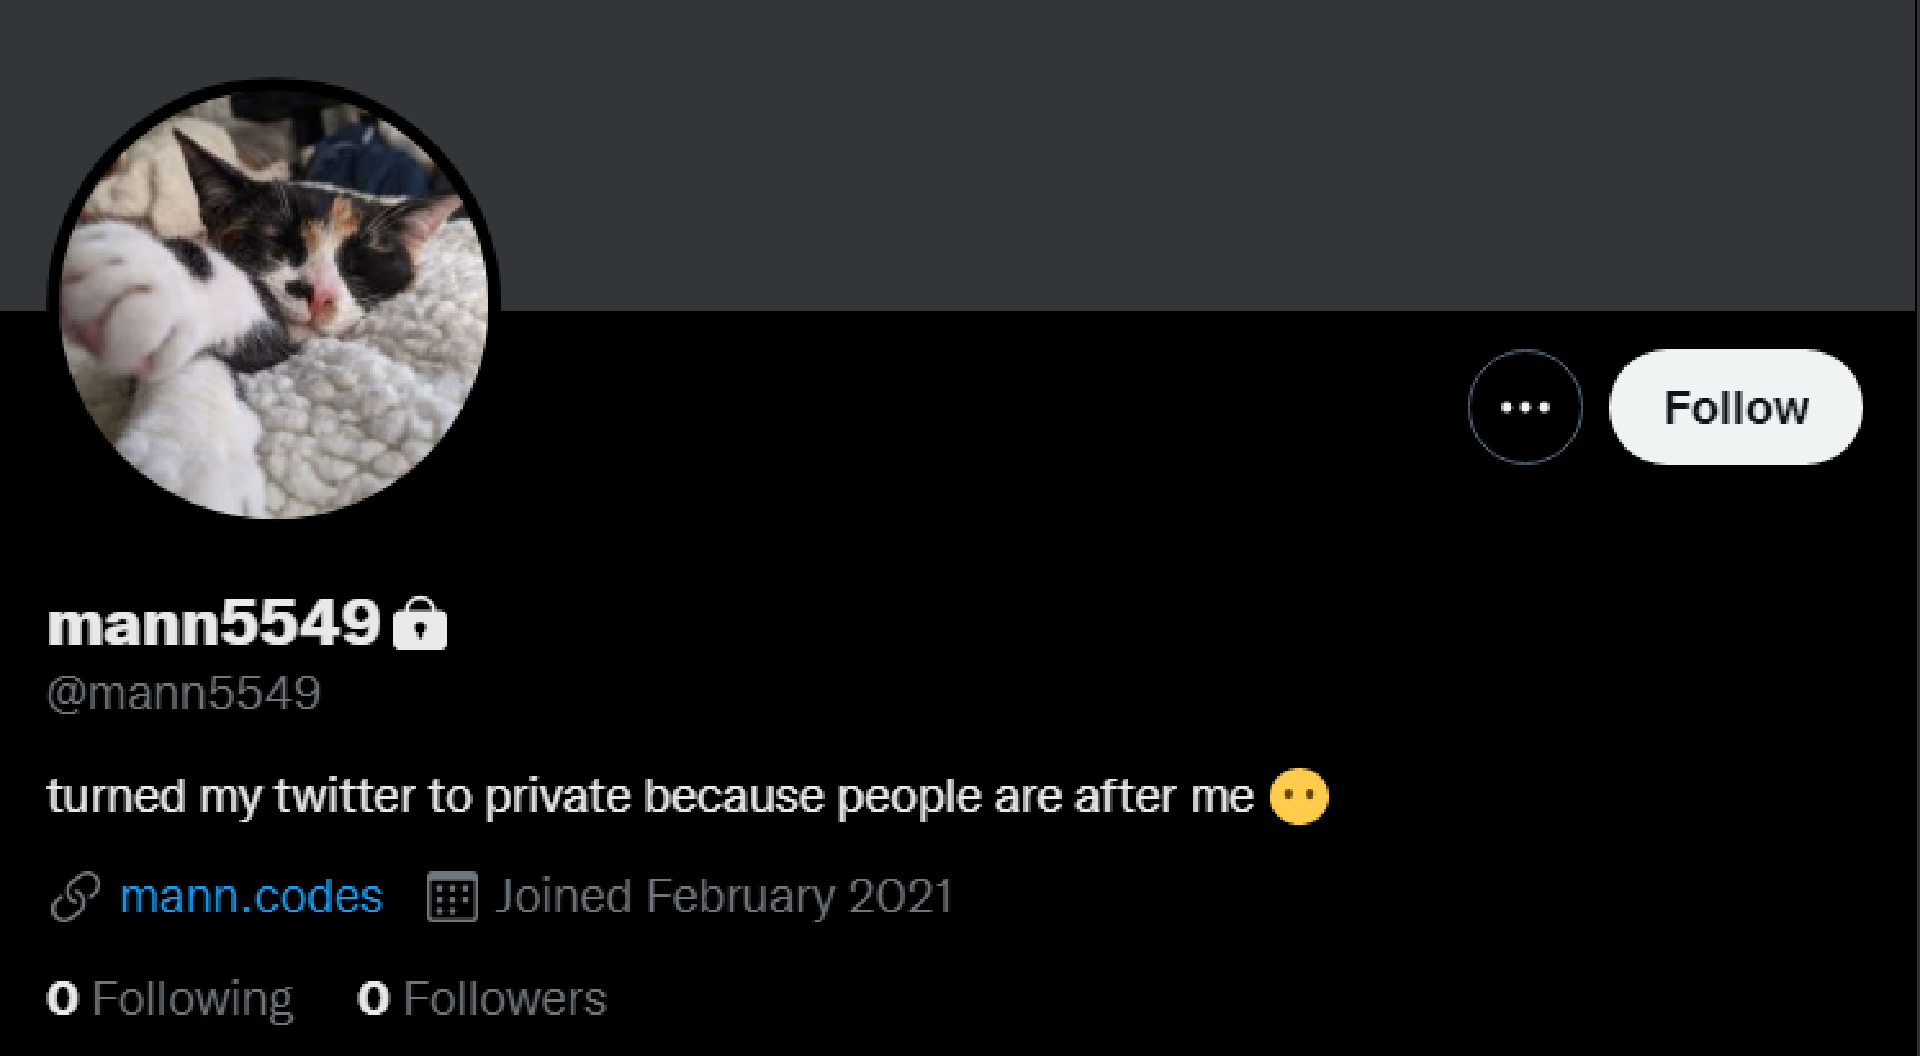 Follow
mann5549
@mann5549
turned my twitter to private because people are after me 😶
mann.codes Joined February 2021
0 Following 0 Followers